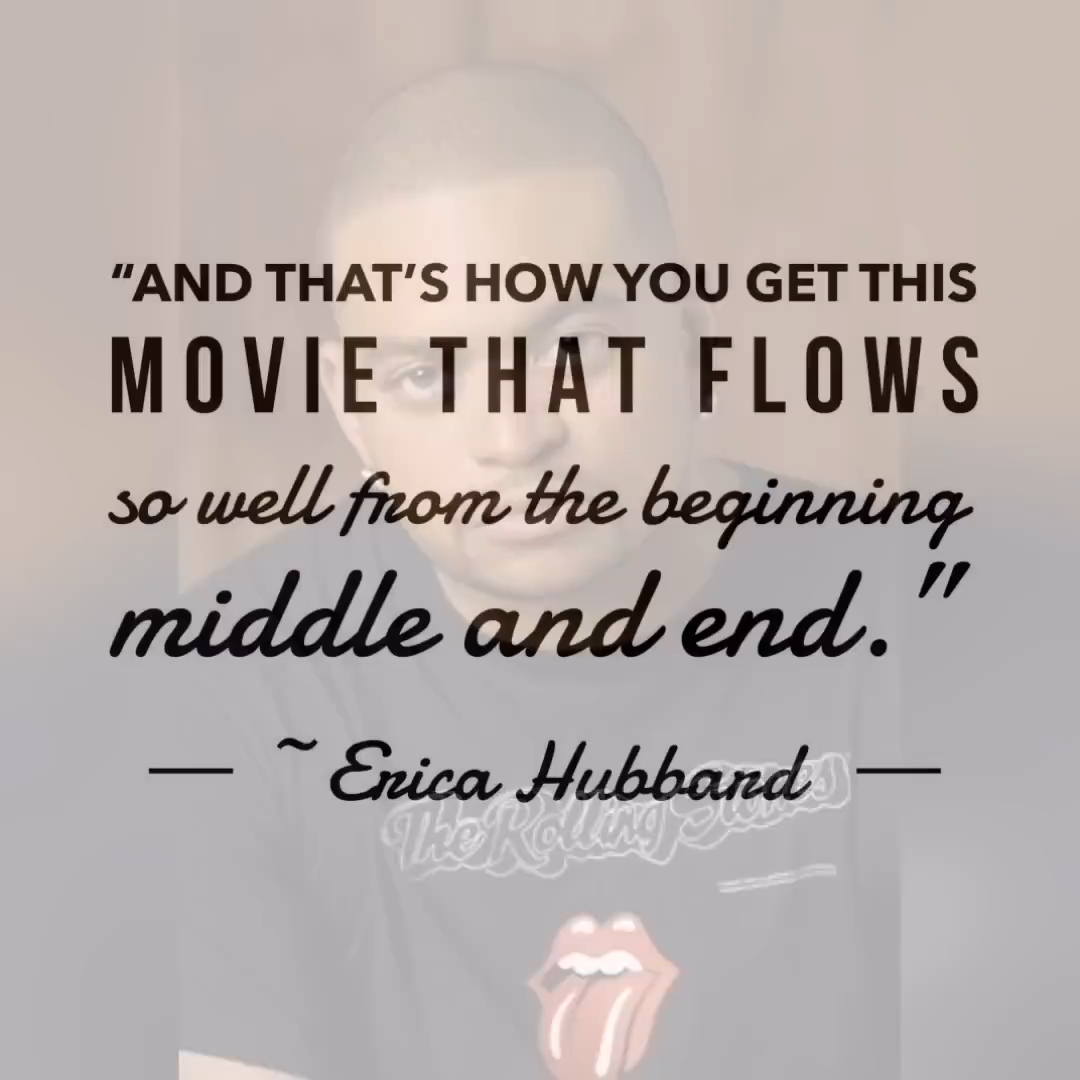 “AND THAT’S HOW YOU GET THIS
MOVIE THAT FLOWS
so well from the beginning
middle and end.”
~ Erica Hubbard
The Rolling Stones